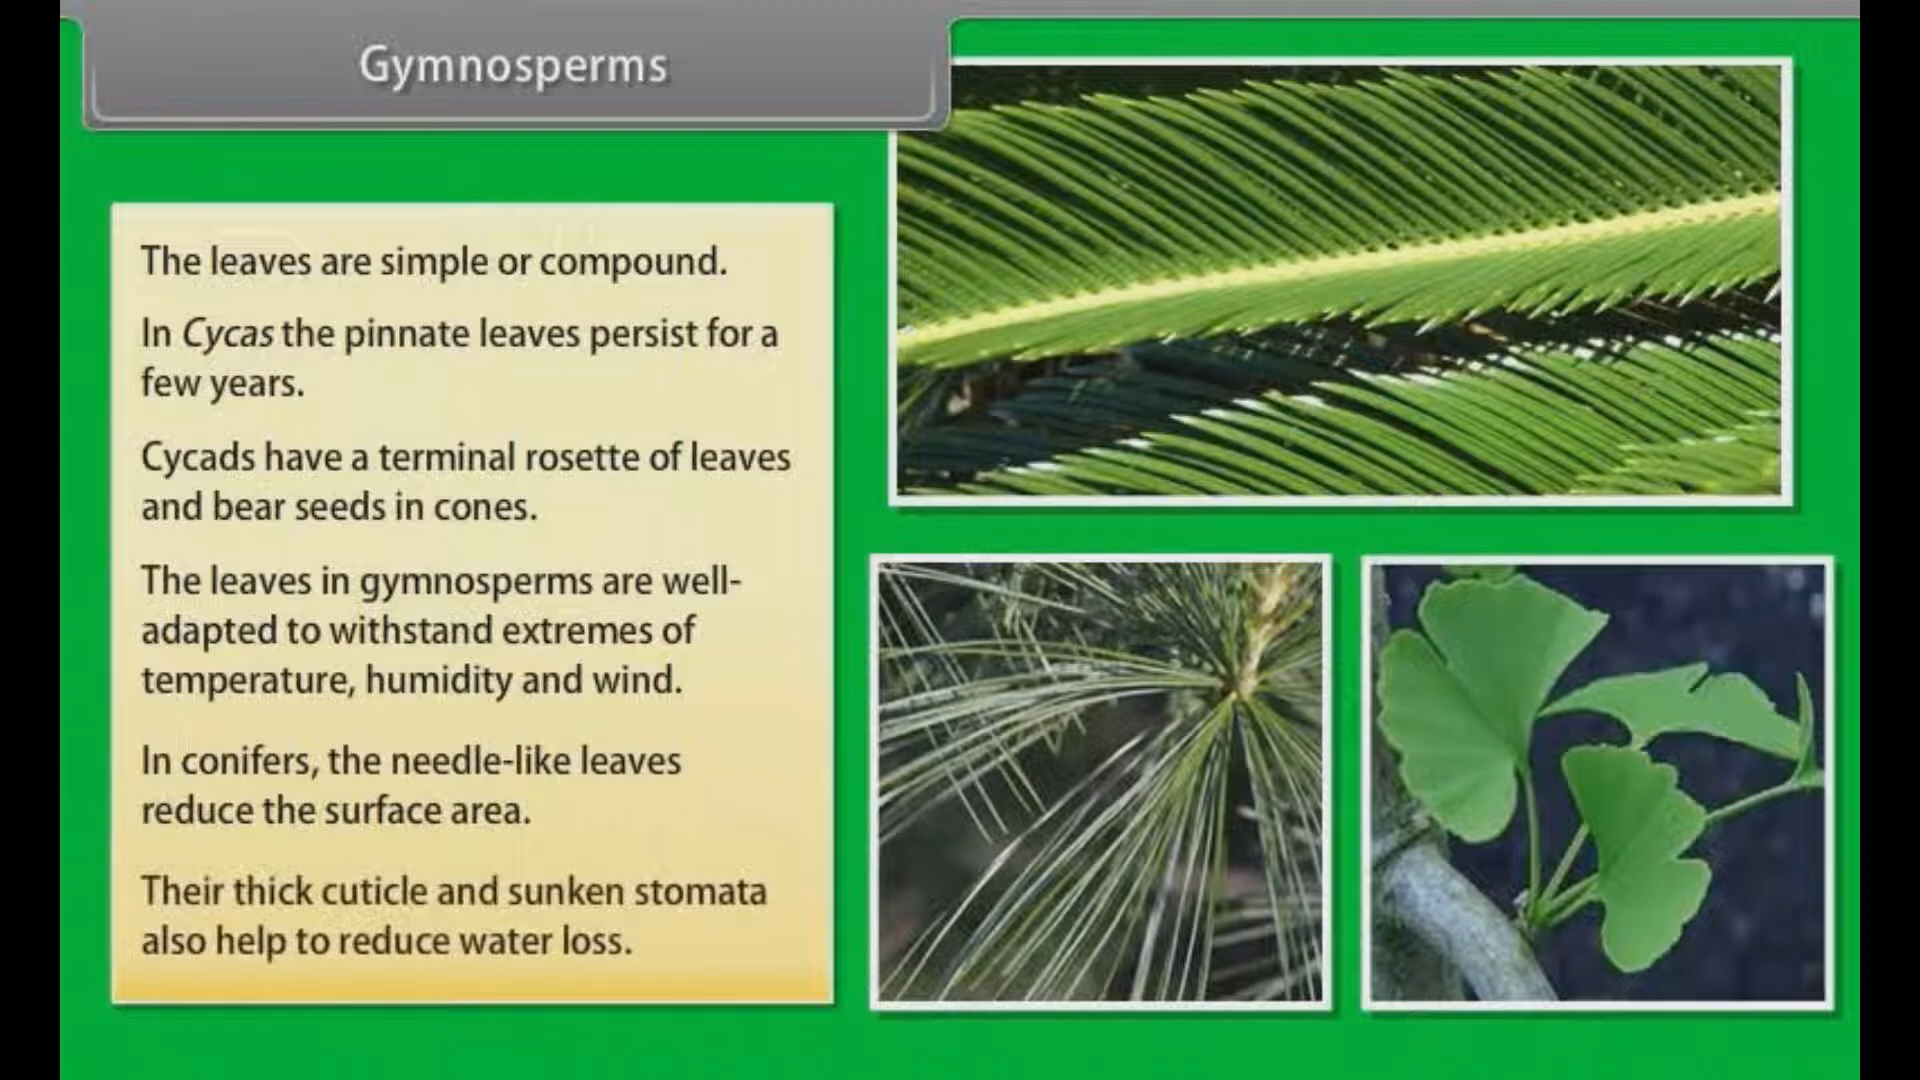 Gymnosperms
The leaves are simple or compound.
In Cycas the pinnate leaves persist for a
few years.
Cycads have a terminal rosette of leaves
and bear seeds in cones.
The leaves in gymnosperms are well-
adapted to withstand extremes of
temperature, humidity and wind.
In conifers, the needle-like leaves
reduce the surface area.
Their thick cuticle and sunken stomata
also help to reduce water loss.